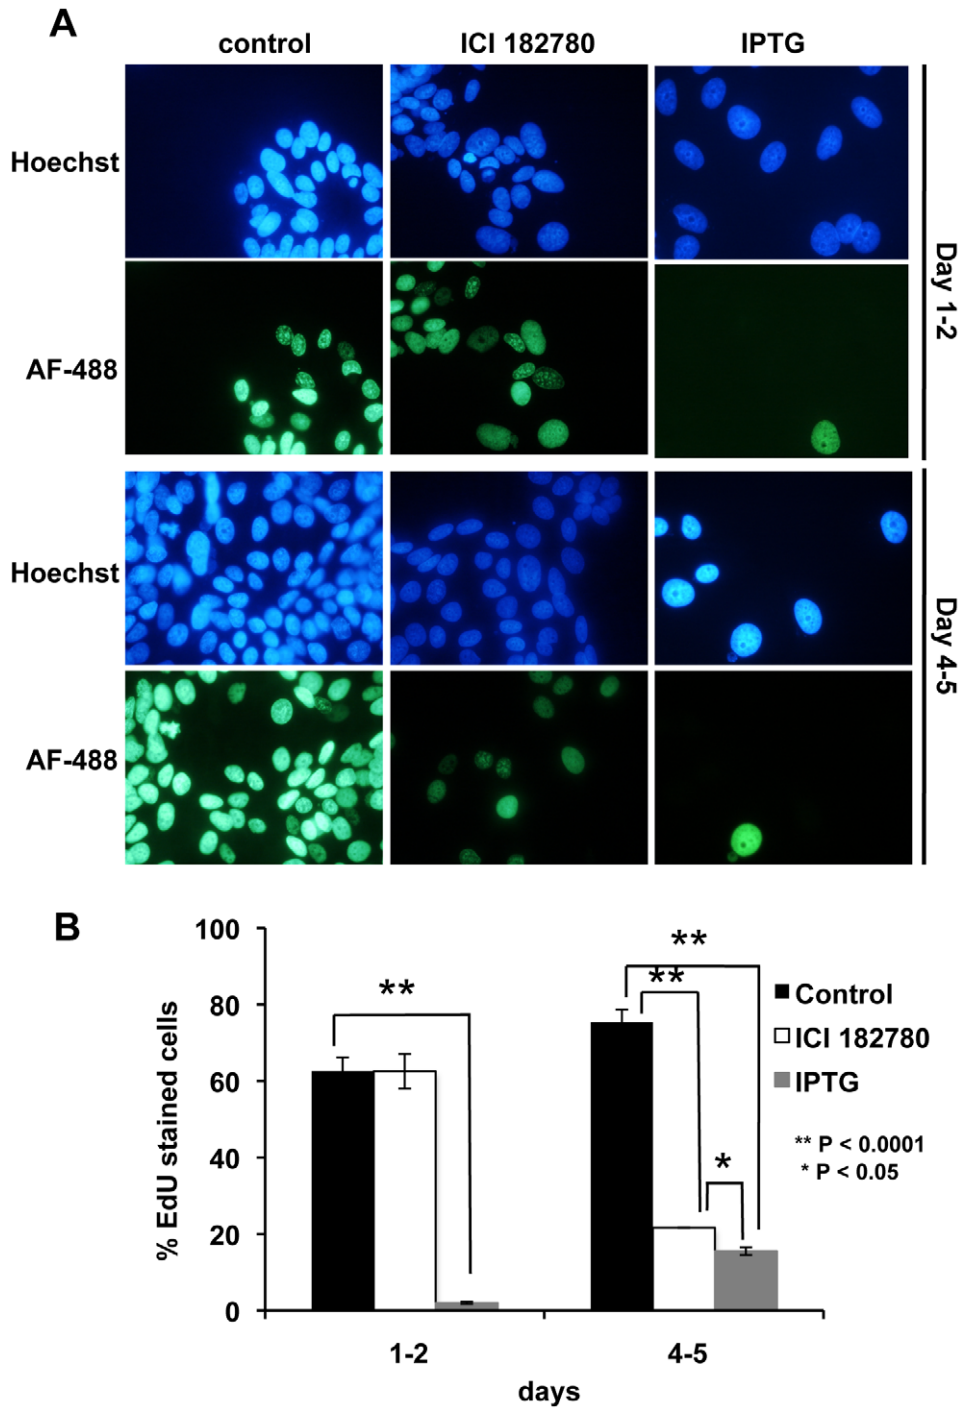 A
control ICI 182780 IPTG
Hoechst
AF-488
Day 1-2
Hoechst
AF-488
Day 4-5
B
% EdU stained cells
100
80
60
40
20
0
**
**
**
*
Control
ICI 182780
IPTG
** P < 0.0001
* P < 0.05
1-2 4-5
days